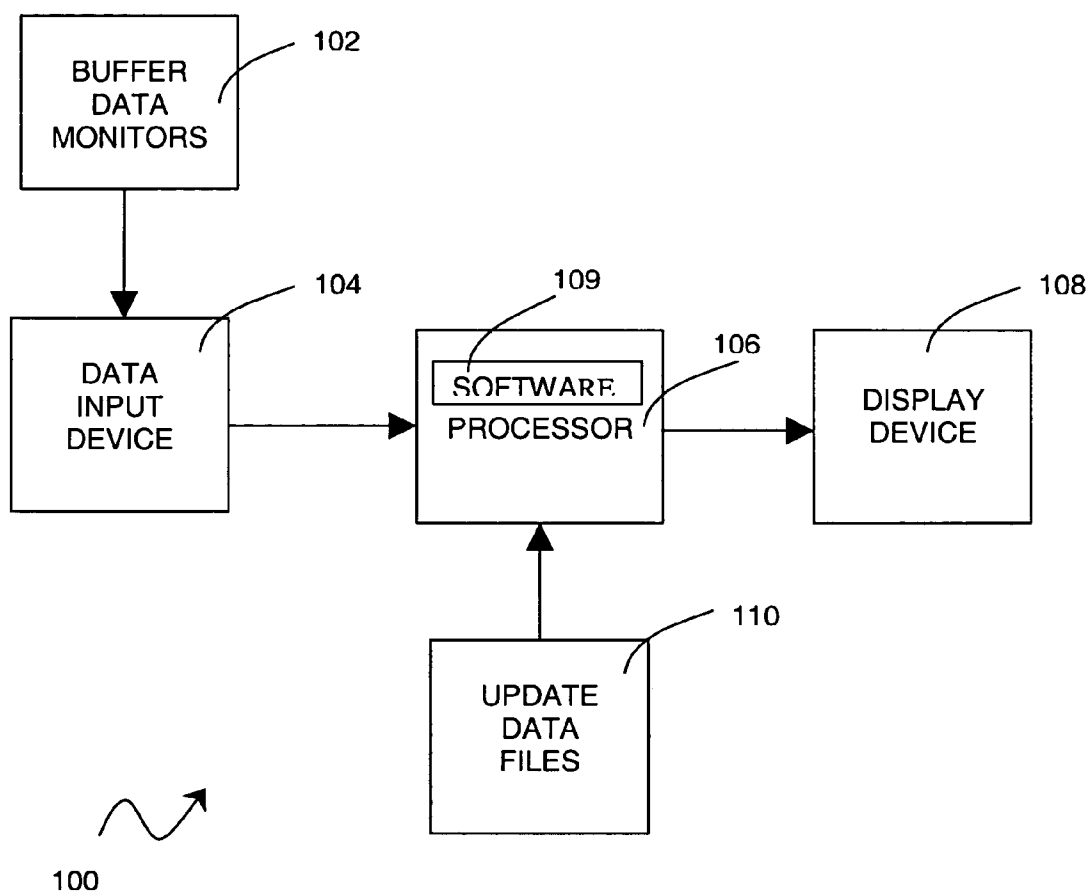 102
BUFFER
DATA
MONITORS
104
109
108
106
DATA
INPUT
DEVICE
SOFTWARE
PROCESSOR
DISPLAY
DEVICE
110
UPDATE
DATA
FILES
100